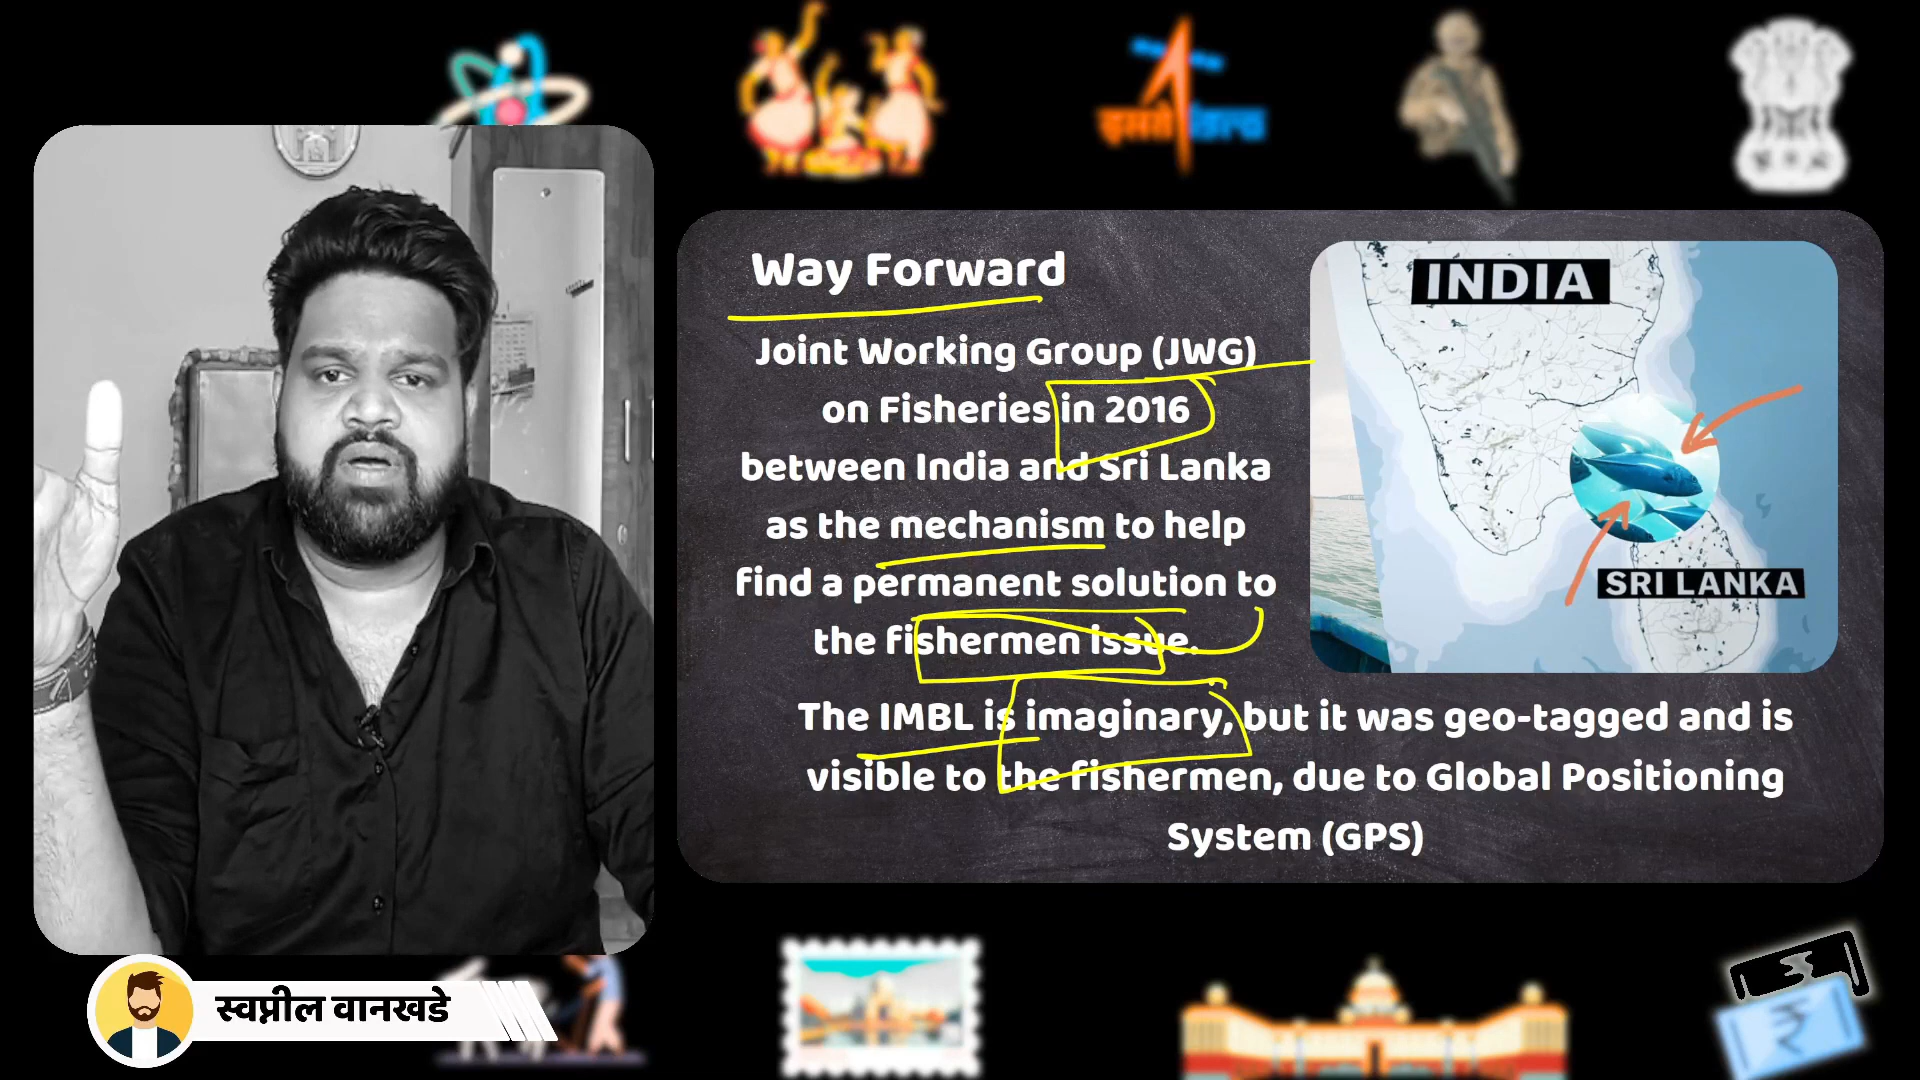 इसरो isro
Way Forward
INDIA
Joint Working Group (JWG)
on Fisheries in 2016
between India and Sri Lanka
as the mechanism to help
find a permanent solution to
the fishermen issue.
SRI LANKA
The IMBL is imaginary, but it was geo-tagged and is
visible to the fishermen, due to Global Positioning
System (GPS)
स्वप्नील वानखडे
₹